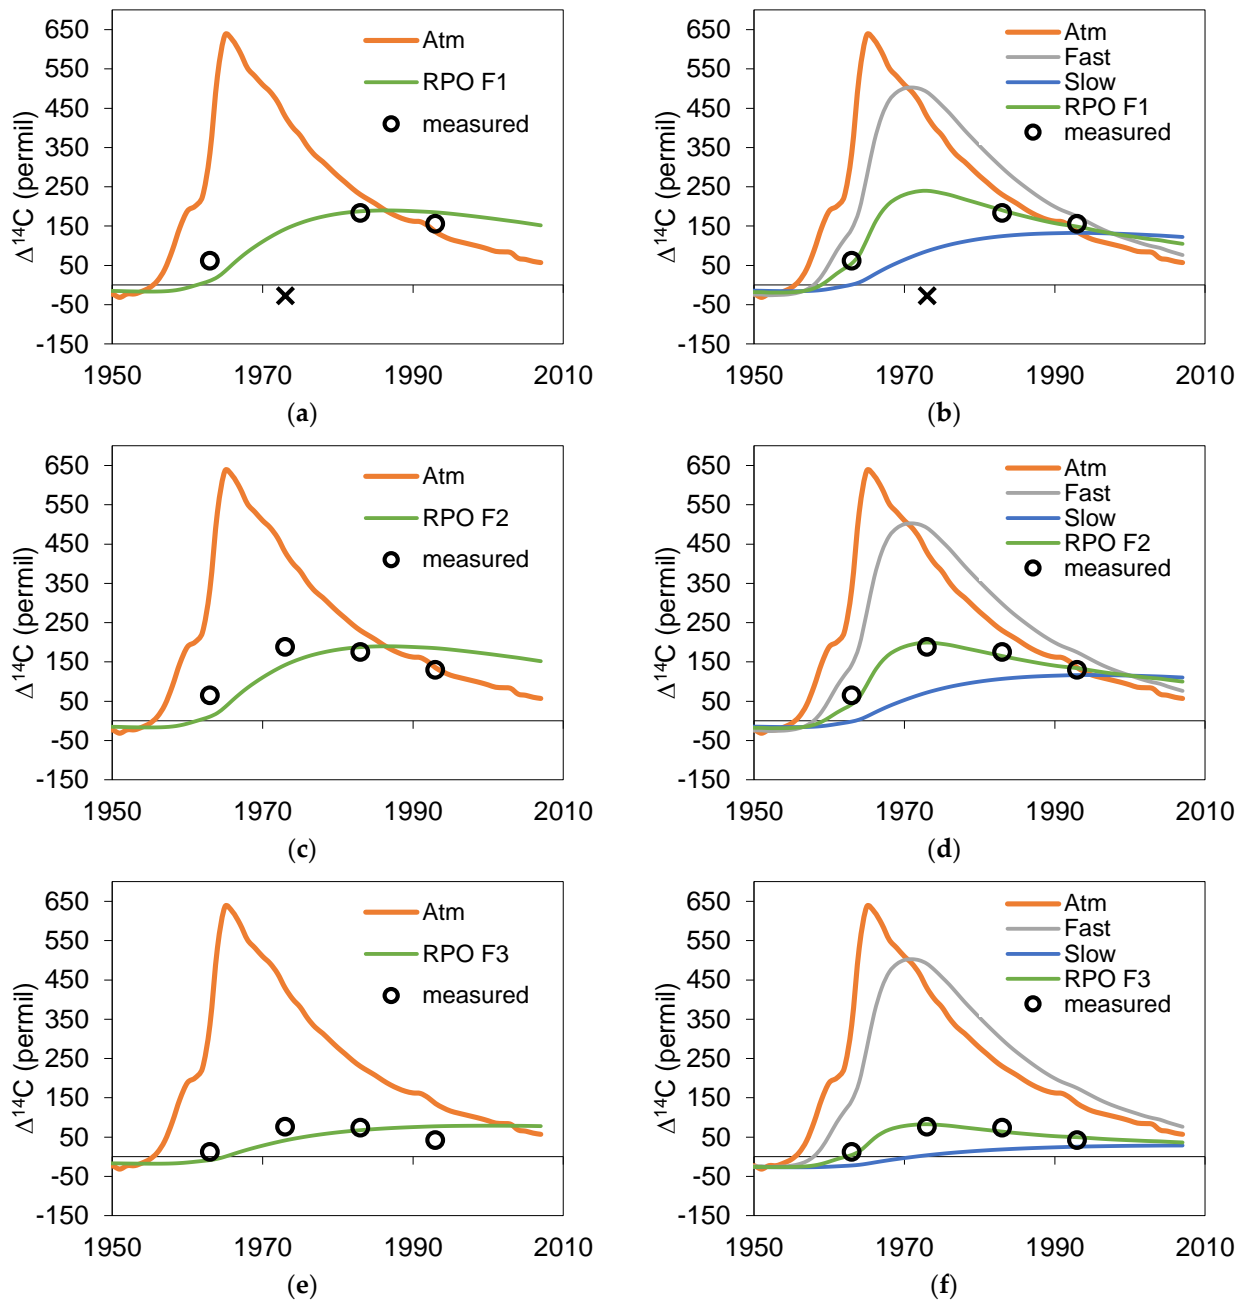 650
550
450
350
250
150
50
-50
-150
Δ¹⁴C (permil)
Atm
RPO F1
measured
1950
1970
1990
2010
(a)
650
550
450
350
250
150
50
-50
-150
Δ¹⁴C (permil)
Atm
Fast
Slow
RPO F1
measured
1950
1970
1990
2010
(b)
650
550
450
350
250
150
50
-50
-150
Δ¹⁴C (permil)
Atm
RPO F2
measured
1950
1970
1990
2010
(c)
650
550
450
350
250
150
50
-50
-150
Δ¹⁴C (permil)
Atm
Fast
Slow
RPO F2
measured
1950
1970
1990
2010
(d)
650
550
450
350
250
150
50
-50
-150
Δ¹⁴C (permil)
Atm
RPO F3
measured
1950
1970
1990
2010
(e)
650
550
450
350
250
150
50
-50
-150
Δ¹⁴C (permil)
Atm
Fast
Slow
RPO F3
measured
1950
1970
1990
2010
(f)